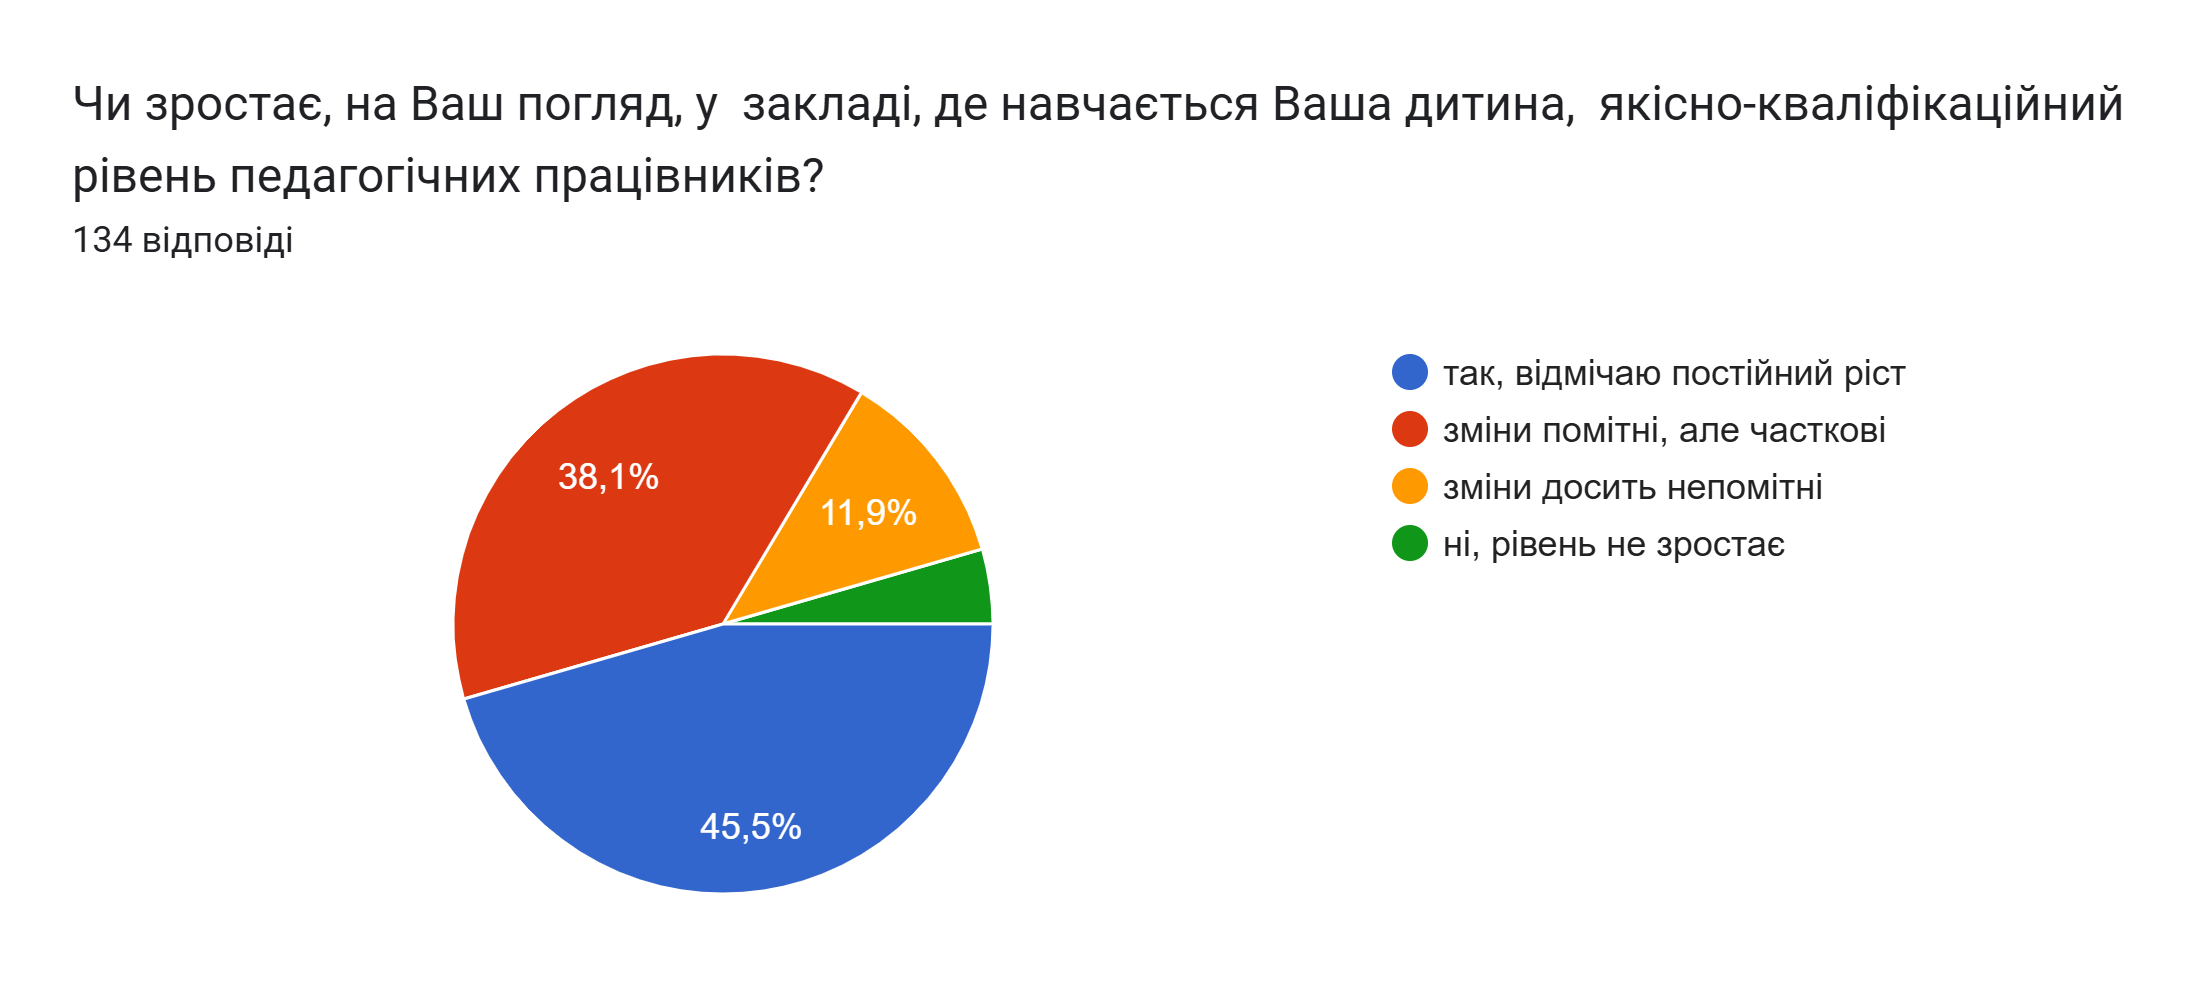 Чи зростає, на Ваш погляд, у  закладі, де навчається Ваша дитина,  якісно-кваліфікаційний
рівень педагогічних працівників?
134 відповіді
так, відмічаю постійний ріст
зміни помітні, але часткові
зміни досить непомітні
ні, рівень не зростає
38,1%
11,9%
45,5%